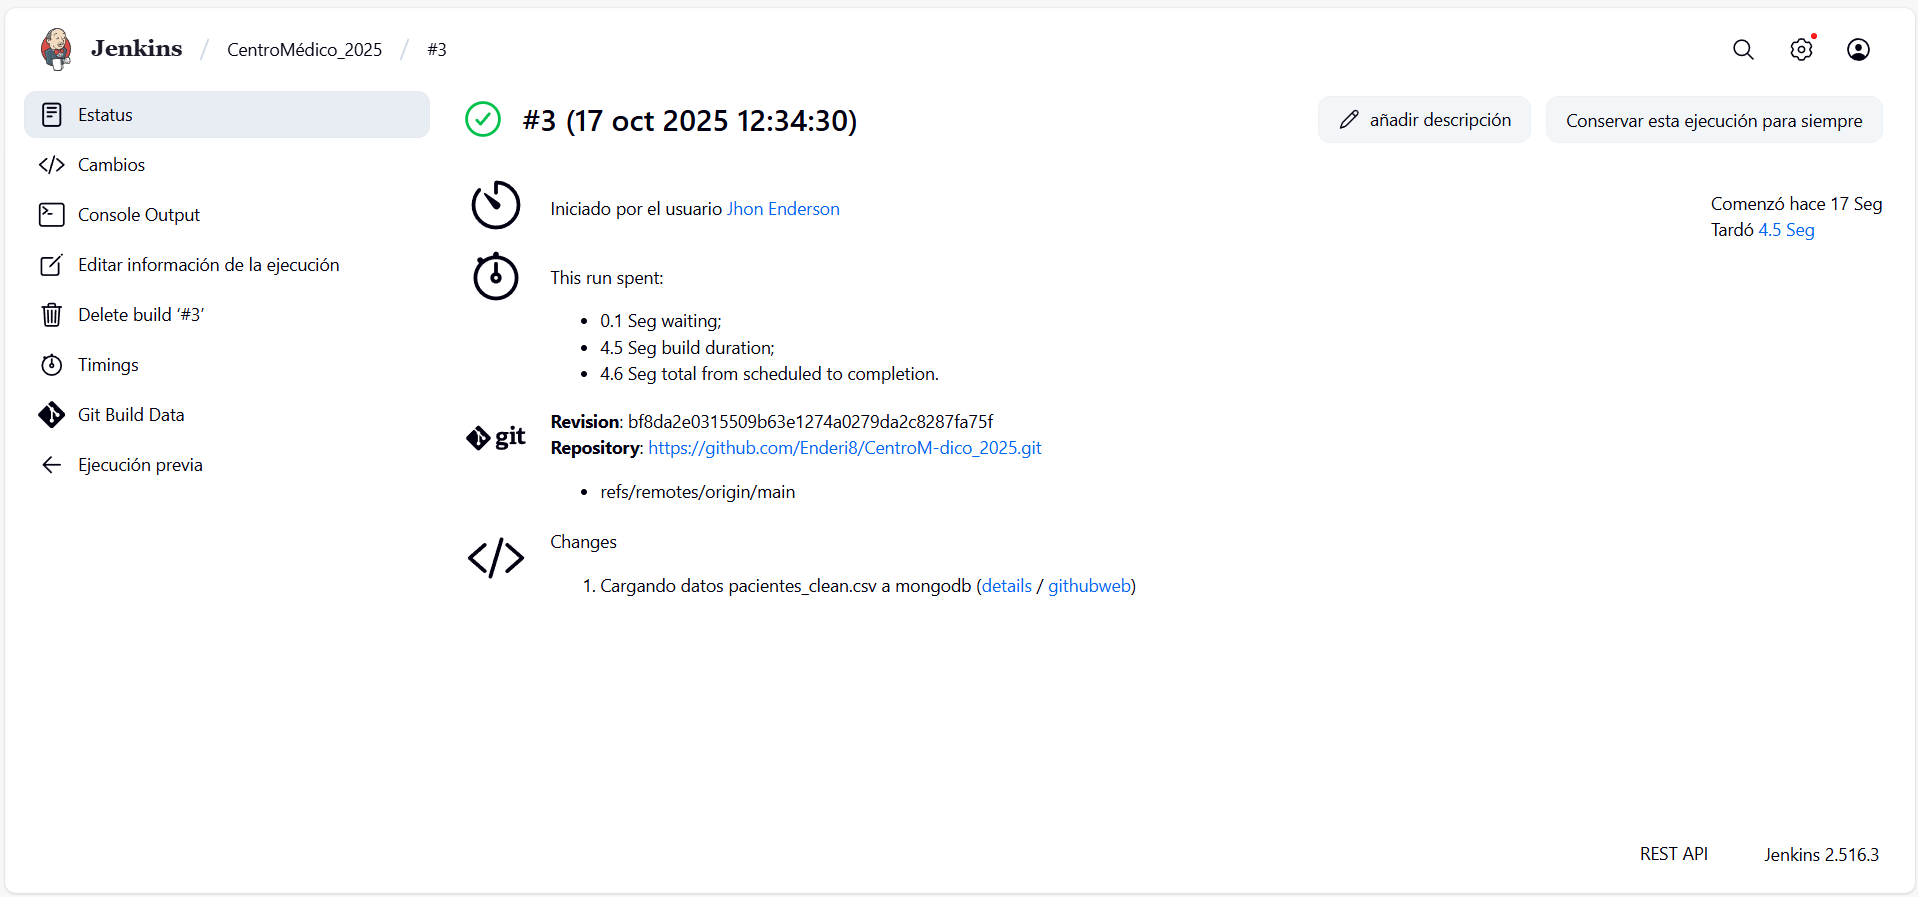 Jenkins / CentroMédico_2025 / #3
Estatus
Cambios
Console Output
Editar información de la ejecución
Delete build ‘#3’
Timings
Git Build Data
Ejecución previa
#3 (17 oct 2025 12:34:30)
añadir descripción
Conservar esta ejecución para siempre
Iniciado por el usuario Jhon Enderson
Comenzó hace 17 Seg
Tardó 4.5 Seg
This run spent:
• 0.1 Seg waiting;
• 4.5 Seg build duration;
• 4.6 Seg total from scheduled to completion.
git
Revision: bf8da2e0315509b63e1274a0279da2c8287fa75f
Repository: https://github.com/Enderi8/CentroM-dico_2025.git
• refs/remotes/origin/main
Changes
1. Cargando datos pacientes_clean.csv a mongodb (details / githubweb)
REST API
Jenkins 2.516.3